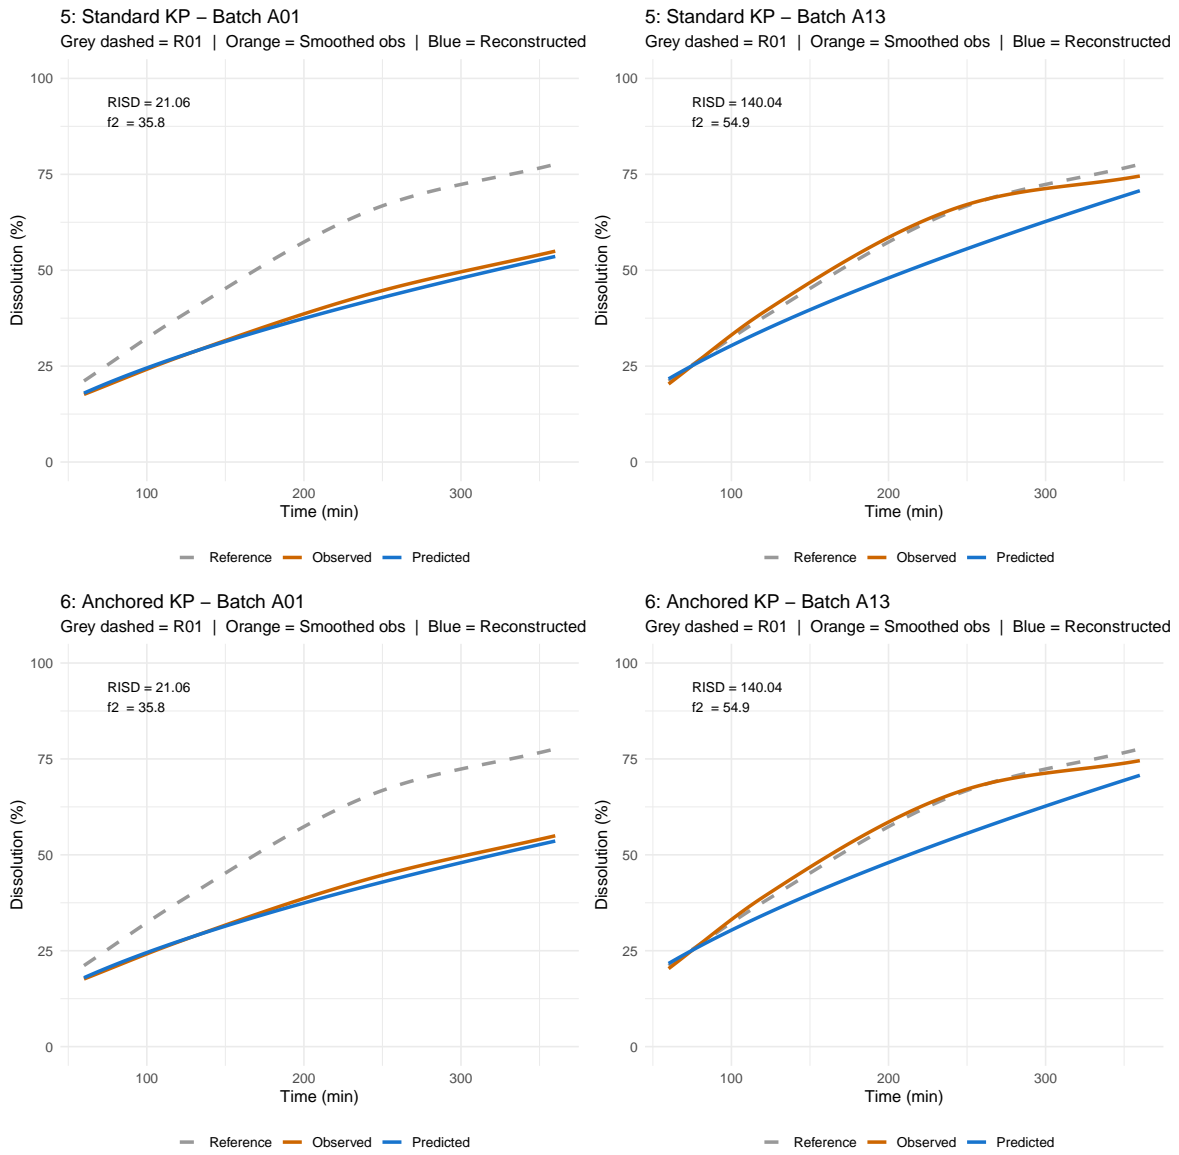 5: Standard KP – Batch A01
Grey dashed = R01 | Orange = Smoothed obs | Blue = Reconstructed
100
75
50
25
0
Dissolution (%)
RISD = 21.06
f2 = 35.8
100
200
300
Time (min)
Reference Observed Predicted
5: Standard KP – Batch A13
Grey dashed = R01 | Orange = Smoothed obs | Blue = Reconstructed
100
75
50
25
0
Dissolution (%)
RISD = 140.04
f2 = 54.9
100
200
300
Time (min)
Reference Observed Predicted
6: Anchored KP – Batch A01
Grey dashed = R01 | Orange = Smoothed obs | Blue = Reconstructed
100
75
50
25
0
Dissolution (%)
RISD = 21.06
f2 = 35.8
100
200
300
Time (min)
Reference Observed Predicted
6: Anchored KP – Batch A13
Grey dashed = R01 | Orange = Smoothed obs | Blue = Reconstructed
100
75
50
25
0
Dissolution (%)
RISD = 140.04
f2 = 54.9
100
200
300
Time (min)
Reference Observed Predicted